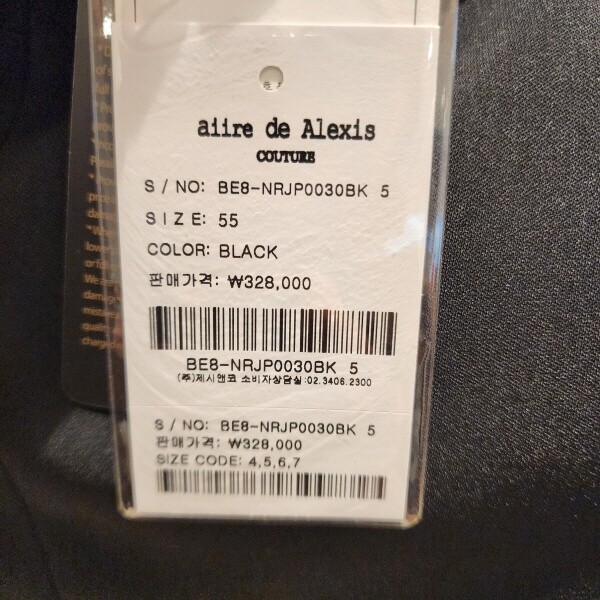 aiire de Alexis
COUTURE
S / NO: BE8-NRJP0030BK 5
SIZE: 55
COLOR: BLACK
판매가격: ₩328,000
BE8-NRJP0030BK 5
(주)제시앤코 소비자상담실:02.3406.2300
S / NO: BE8-NRJP0030BK 5
판매가격: ₩328,000
SIZE CODE: 4,5,6,7